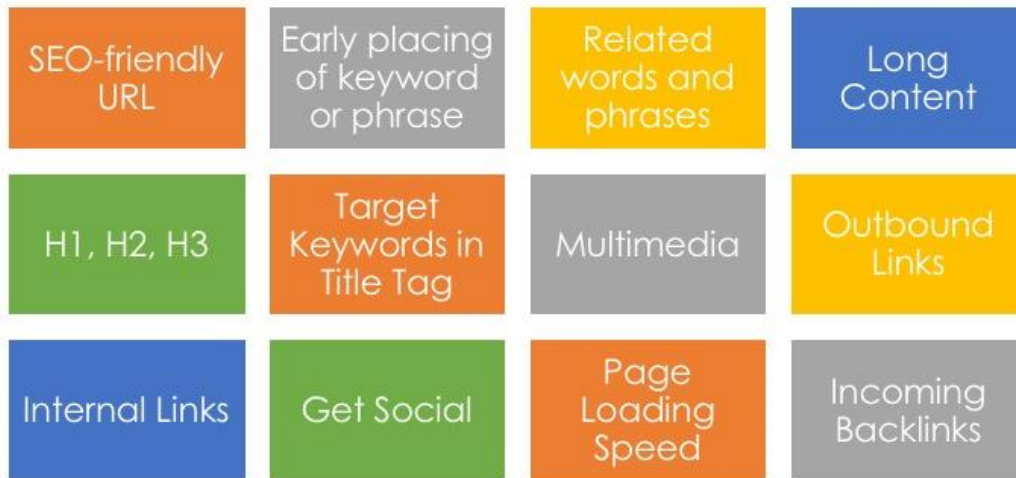 SEO-friendly
URL
Early placing
of keyword
or phrase
Related
words and
phrases
Long
Content
H1, H2, H3
Target
Keywords in
Title Tag
Multimedia
Outbound
Links
Internal Links
Get Social
Page
Loading
Speed
Incoming
Backlinks